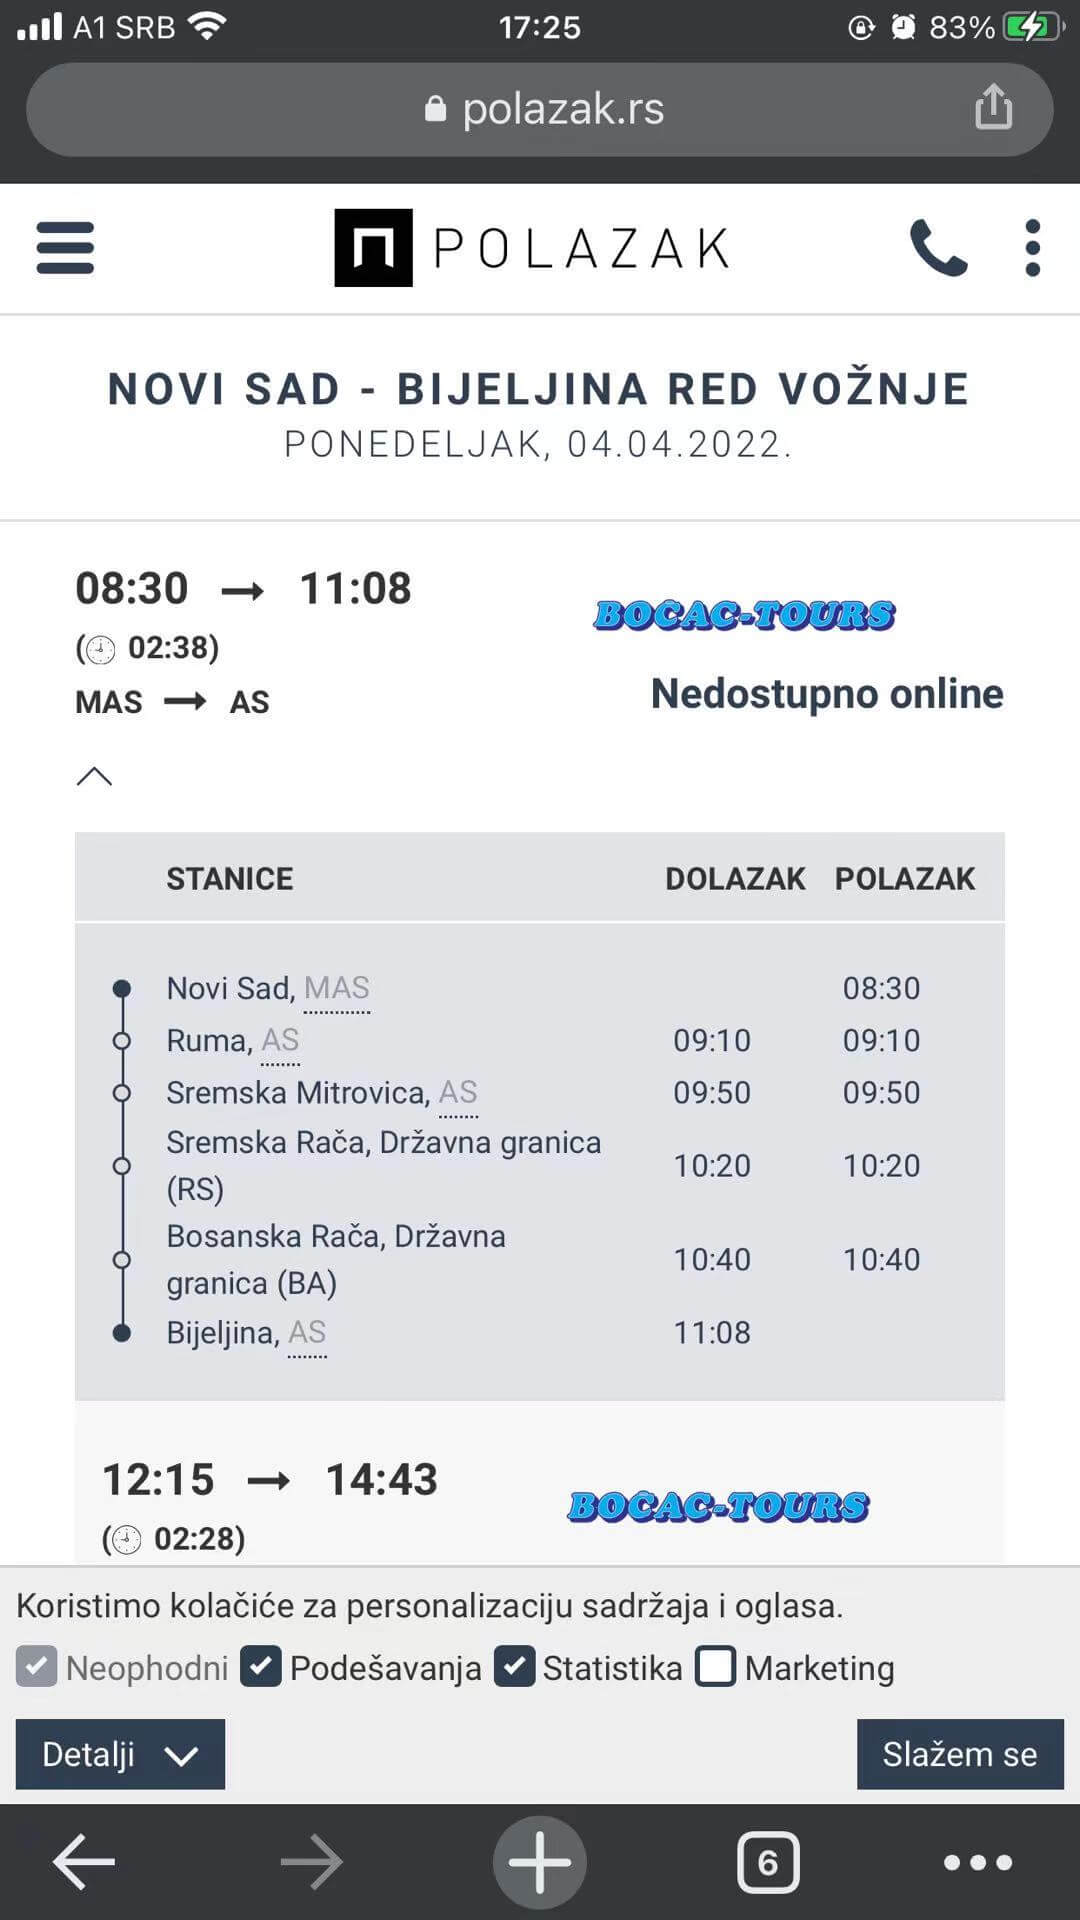 A1 SRB 17:25 83%
polazak.rs
POLAZAK
NOVI SAD - BIJELJINA RED VOŽNJE
PONEDELJAK, 04.04.2022.
08:30 → 11:08
BOČAC-TOURS
(02:38)
MAS → AS
Nedostupno online
STANICE DOLAZAK POLAZAK
Novi Sad, MAS 08:30
Ruma, AS 09:10 09:10
Sremska Mitrovica, AS 09:50 09:50
Sremska Rača, Državna granica
(RS) 10:20 10:20
Bosanska Rača, Državna
granica (BA) 10:40 10:40
Bijeljina, AS 11:08
12:15 → 14:43
BOČAC-TOURS
(02:28)
Koristimo kolačiće za personalizaciju sadržaja i oglasa.
Neophodni Podešavanja Statistika Marketing
Detalji Slažem se
6